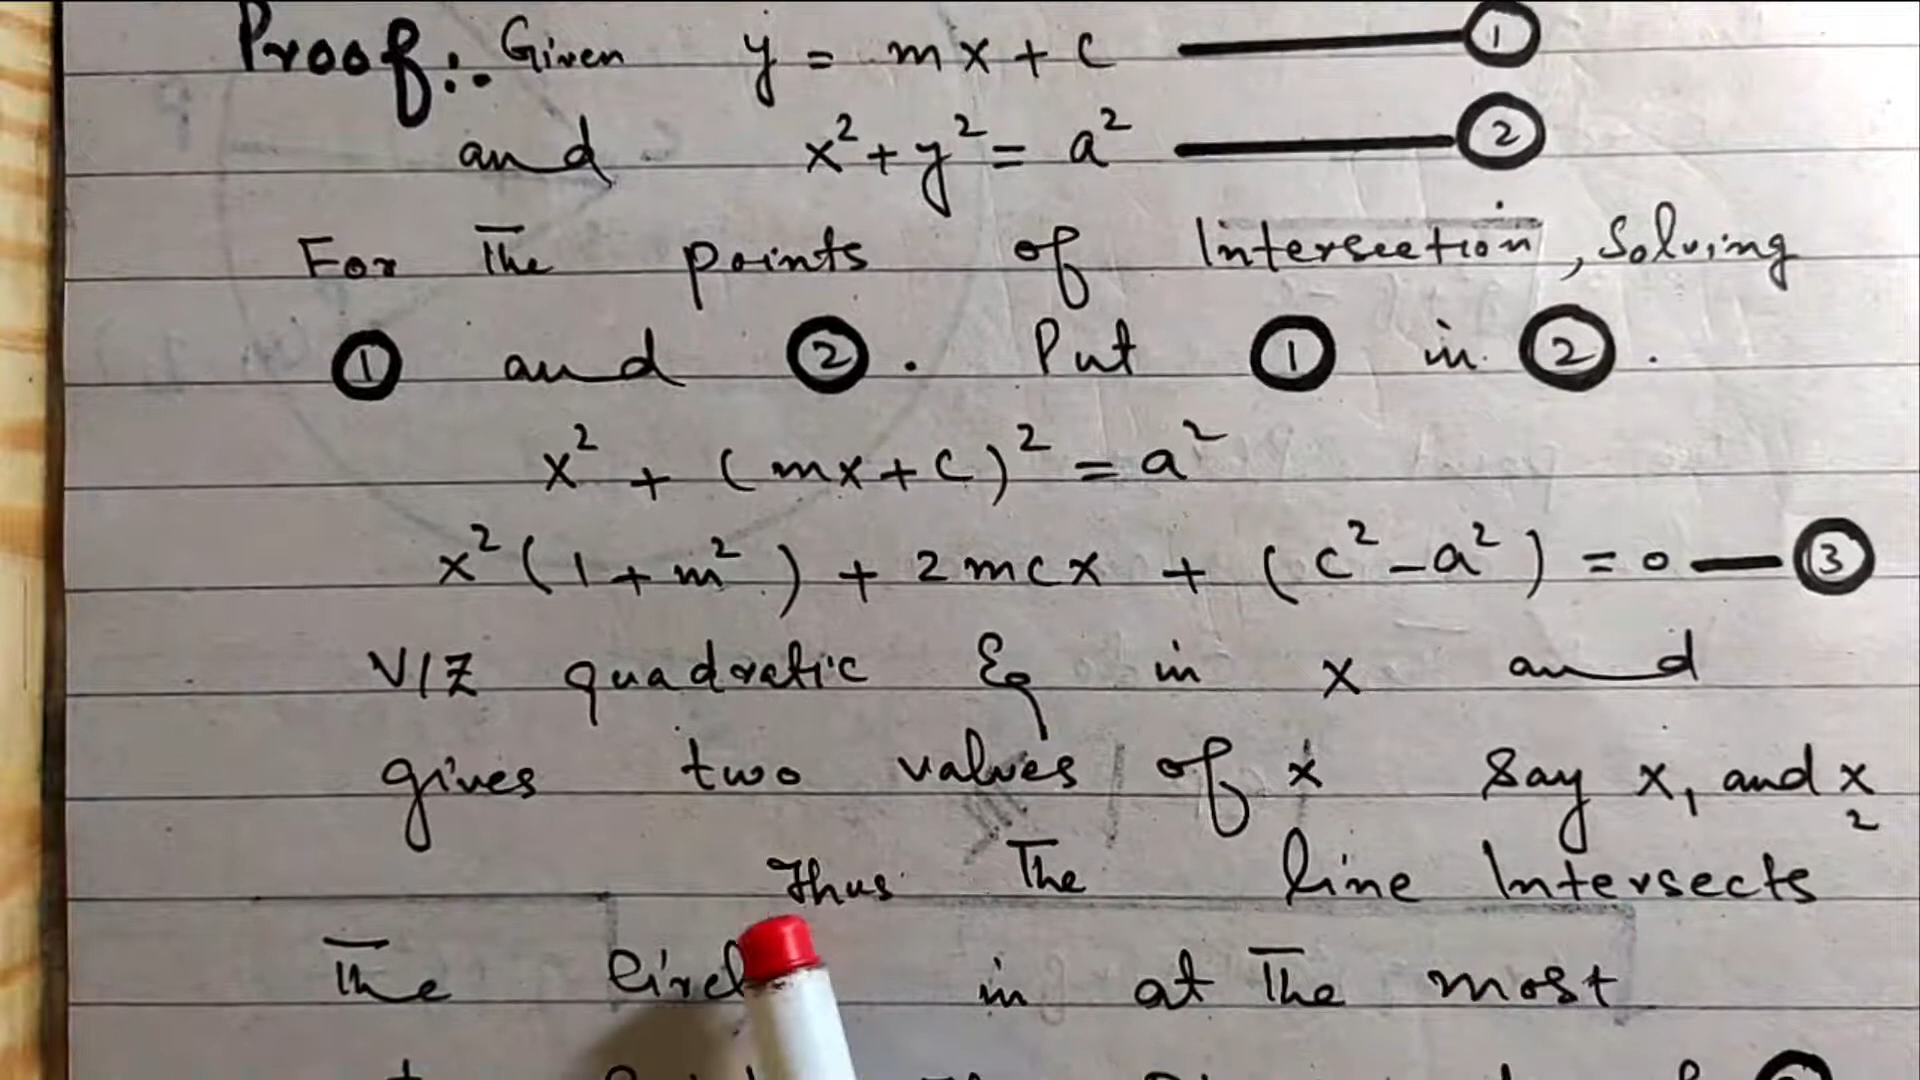 Proof:. Given y = mx + c —— 1
and x² + y² = a² —— 2
For The points of Intersection, Solving
1 and 2. Put 1 in 2.
x² + (mx + c)² = a²
x² (1 + m²) + 2mcx + (c² - a²) = 0 — 3
VIZ quadratic Eq in x and
gives two values of x Say x₁ and x₂
Thus The line Intersects
The in at The most